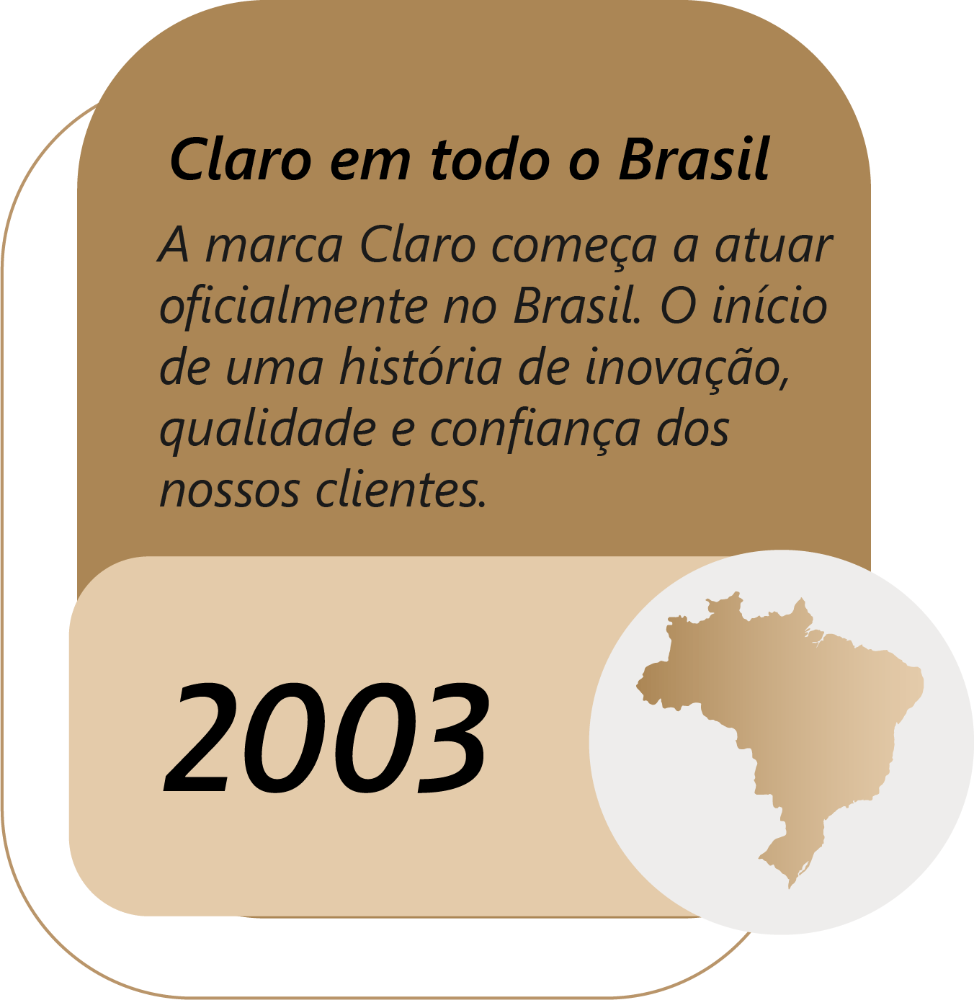 Claro em todo o Brasil
A marca Claro começa a atuar
oficialmente no Brasil. O início
de uma história de inovação,
qualidade e confiança dos
nossos clientes.
2003